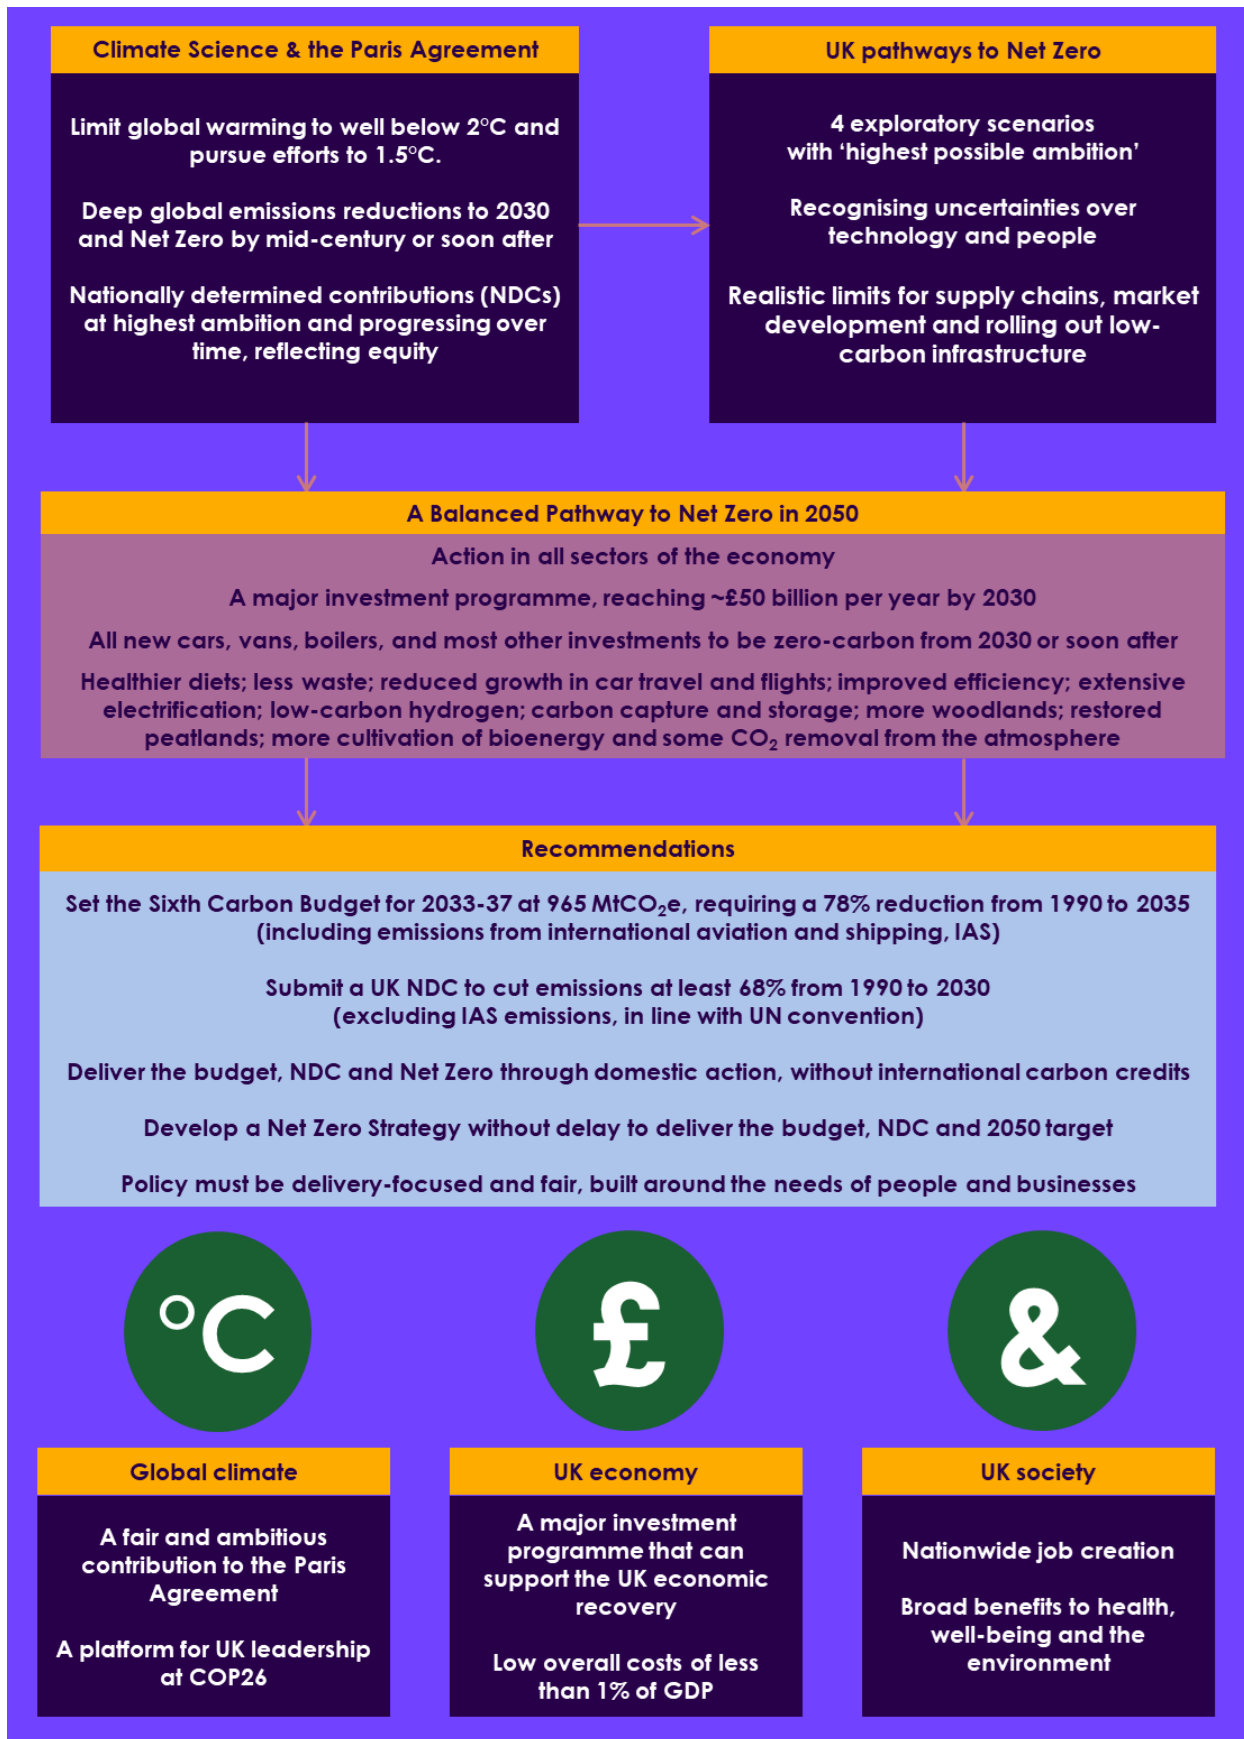 Climate Science & the Paris Agreement
Limit global warming to well below 2°C and
pursue efforts to 1.5°C.
Deep global emissions reductions to 2030
and Net Zero by mid-century or soon after
Nationally determined contributions (NDCs)
at highest ambition and progressing over
time, reflecting equity
UK pathways to Net Zero
4 exploratory scenarios
with ‘highest possible ambition’
Recognising uncertainties over
technology and people
Realistic limits for supply chains, market
development and rolling out low-
carbon infrastructure
A Balanced Pathway to Net Zero in 2050
Action in all sectors of the economy
A major investment programme, reaching ~£50 billion per year by 2030
All new cars, vans, boilers, and most other investments to be zero-carbon from 2030 or soon after
Healthier diets; less waste; reduced growth in car travel and flights; improved efficiency; extensive
electrification; low-carbon hydrogen; carbon capture and storage; more woodlands; restored
peatlands; more cultivation of bioenergy and some CO₂ removal from the atmosphere
Recommendations
Set the Sixth Carbon Budget for 2033-37 at 965 MtCO₂e, requiring a 78% reduction from 1990 to 2035
(including emissions from international aviation and shipping, IAS)
Submit a UK NDC to cut emissions at least 68% from 1990 to 2030
(excluding IAS emissions, in line with UN convention)
Deliver the budget, NDC and Net Zero through domestic action, without international carbon credits
Develop a Net Zero Strategy without delay to deliver the budget, NDC and 2050 target
Policy must be delivery-focused and fair, built around the needs of people and businesses
°C
£
&
Global climate
A fair and ambitious
contribution to the Paris
Agreement
A platform for UK leadership
at COP26
UK economy
A major investment
programme that can
support the UK economic
recovery
Low overall costs of less
than 1% of GDP
UK society
Nationwide job creation
Broad benefits to health,
well-being and the
environment